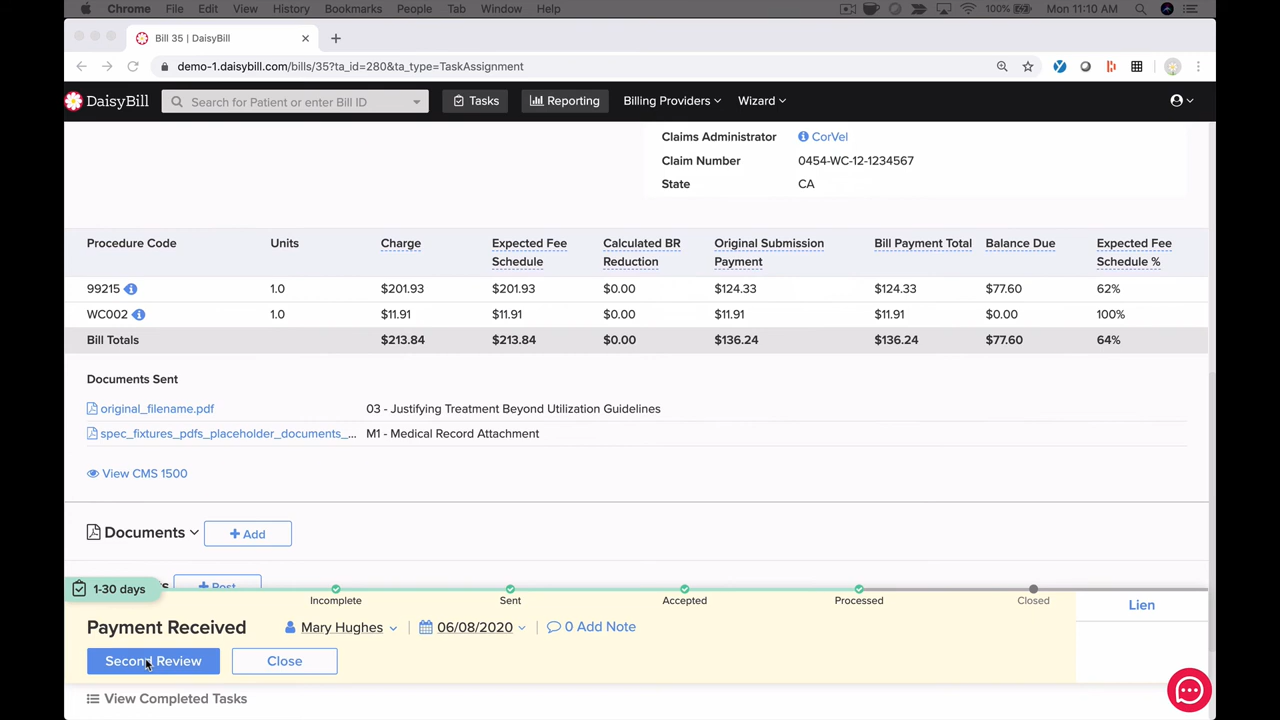 Chrome File Edit View History Bookmarks People Tab Window Help 100% Mon 11:10 AM
Bill 35 | DaisyBill
demo-1.daisybill.com/bills/35?ta_id=280&ta_type=TaskAssignment
DaisyBill Search for Patient or enter Bill ID Tasks Reporting Billing Providers Wizard
Claims Administrator CorVel
Claim Number 0454-WC-12-1234567
State CA
Procedure Code Units Charge Expected Fee Schedule Calculated BR Reduction Original Submission Payment Bill Payment Total Balance Due Expected Fee Schedule %
99215 1.0 $201.93 $201.93 $0.00 $124.33 $124.33 $77.60 62%
WC002 1.0 $11.91 $11.91 $0.00 $11.91 $11.91 $0.00 100%
Bill Totals $213.84 $213.84 $0.00 $136.24 $136.24 $77.60 64%
Documents Sent
original_filename.pdf 03 - Justifying Treatment Beyond Utilization Guidelines
spec_fixtures_pdfs_placeholder_documents_... M1 - Medical Record Attachment
View CMS 1500
Documents + Add
+ Post
1-30 days
Incomplete Sent Accepted Processed Closed
Lien
Payment Received Mary Hughes | 06/08/2020 | 0 Add Note
Second Review Close
View Completed Tasks